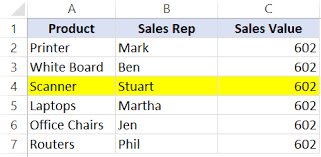 A B C
1 Product Sales Rep Sales Value
2 Printer Mark 602
3 White Board Ben 602
4 Scanner Stuart 602
5 Laptops Martha 602
6 Office Chairs Jen 602
7 Routers Phil 602